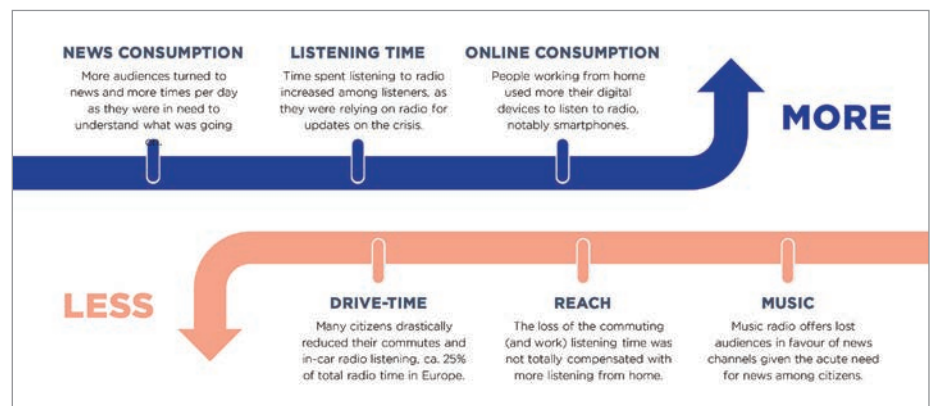 NEWS CONSUMPTION
More audiences turned to
news and more times per day
as they were in need to
understand what was going
on.
LISTENING TIME
Time spent listening to radio
increased among listeners, as
they were relying on radio for
updates on the crisis.
ONLINE CONSUMPTION
People working from home
used more their digital
devices to listen to radio,
notably smartphones.
MORE
LESS
DRIVE-TIME
Many citizens drastically
reduced their commutes and
in-car radio listening, ca. 25%
of total radio time in Europe.
REACH
The loss of the commuting
(and work) listening time was
not totally compensated with
more listening from home.
MUSIC
Music radio offers lost
audiences in favour of news
channels given the acute need
for news among citizens.